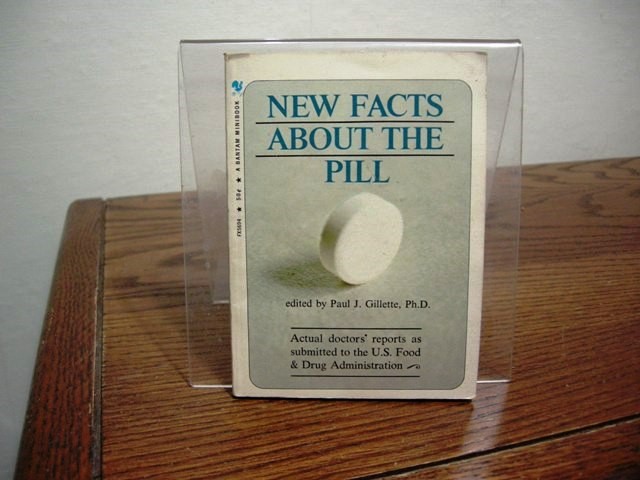 NEW FACTS
ABOUT THE
PILL
edited by Paul J. Gillette, Ph.D.
Actual doctors' reports as
submitted to the U.S. Food
& Drug Administration
★ 50¢ ★ A BANTAM MINIBOOK